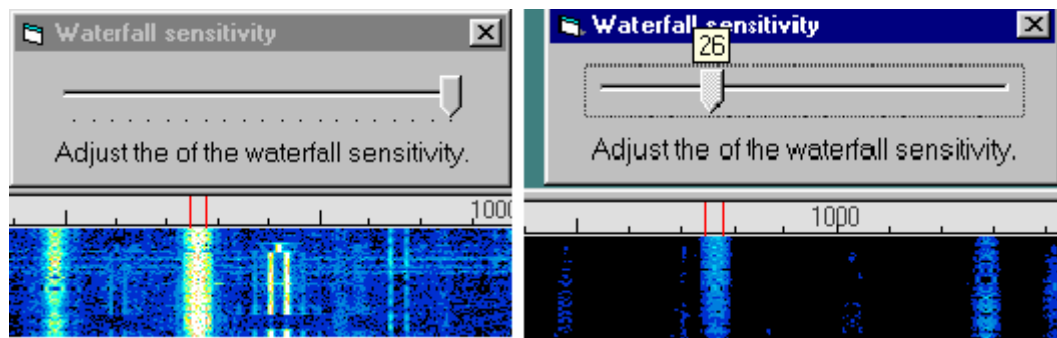 Waterfall sensitivity
Adjust the of the waterfall sensitivity.
1000
Waterfall sensitivity
26
Adjust the of the waterfall sensitivity.
1000